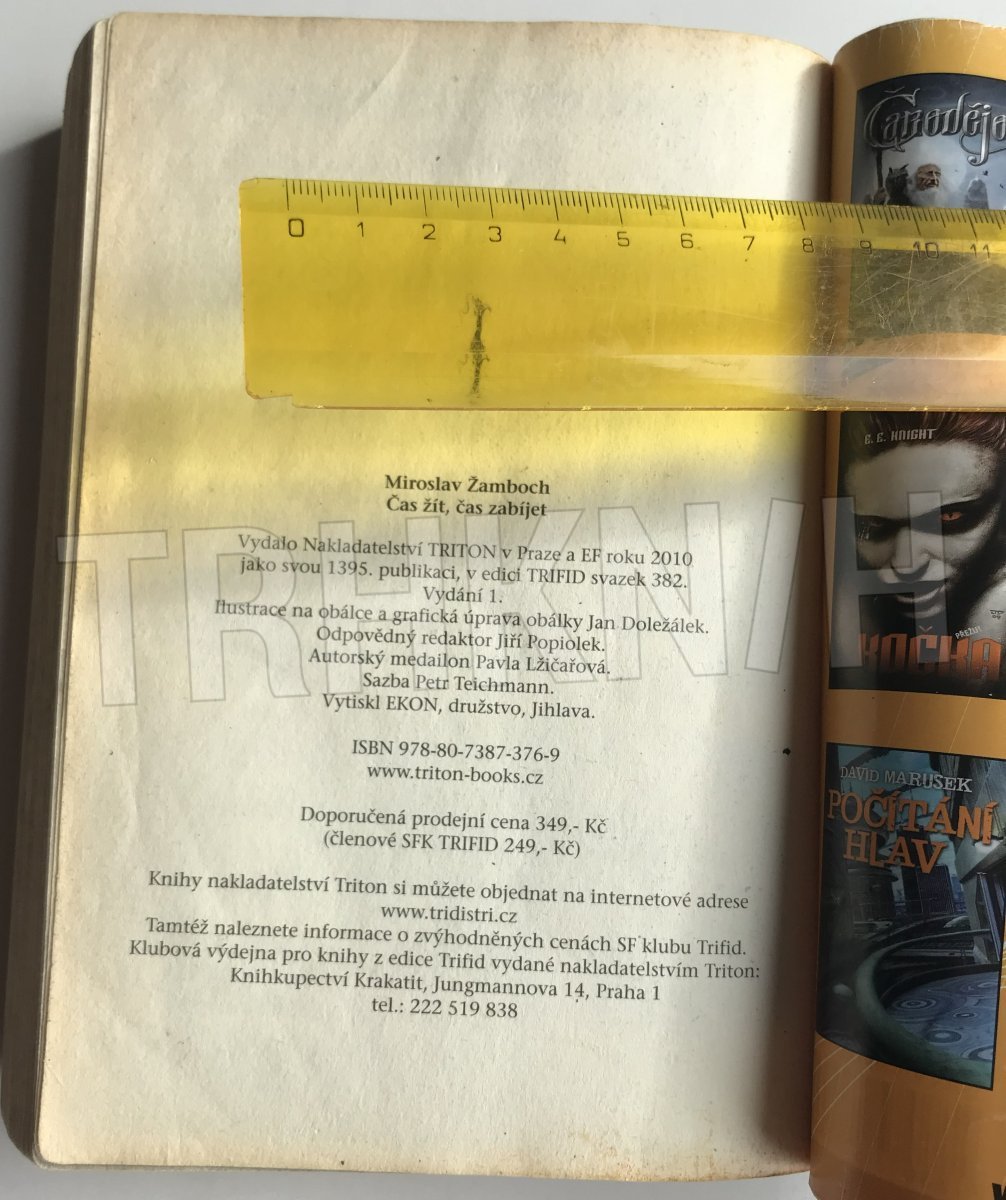 Čaroděj
0 1 2 3 4 5 6 7 8 9 10 11
E. E. KNIGHT
KOČKA
PŘEŽIJE
DAVID MARUSEK
POČÍTÁNÍ
HLAV
Miroslav Žamboch
Čas žít, čas zabíjet
Vydalo Nakladatelství TRITON v Praze a EF roku 2010
jako svou 1395. publikaci, v edici TRIFID svazek 382.
Vydání 1.
Ilustrace na obálce a grafická úprava obálky Jan Doležálek.
Odpovědný redaktor Jiří Popiolek.
Autorský medailon Pavla Lžičařová.
Sazba Petr Teichmann.
Vytiskl EKON, družstvo, Jihlava.
ISBN 978-80-7387-376-9
www.triton-books.cz
Doporučená prodejní cena 349,- Kč
(členové SFK TRIFID 249,- Kč)
Knihy nakladatelství Triton si můžete objednat na internetové adrese
www.tridistri.cz
Tamtéž naleznete informace o zvýhodněných cenách SF klubu Trifid.
Klubová výdejna pro knihy z edice Trifid vydané nakladatelstvím Triton:
Knihkupectví Krakatit, Jungmannova 14, Praha 1
tel.: 222 519 838
TRHKNIH